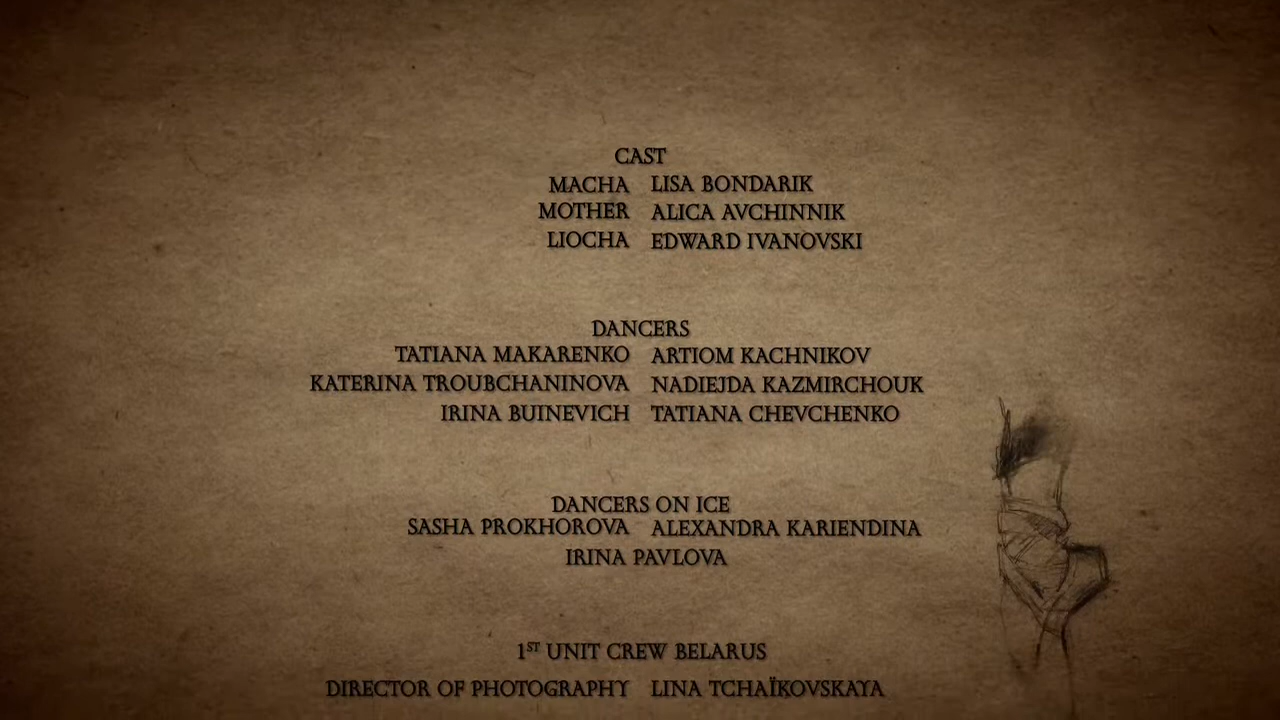 CAST
MACHA LISA BONDARIK
MOTHER ALICA AVCHINNIK
LIOCHA EDWARD IVANOVSKI
DANCERS
TATIANA MAKARENKO ARTIOM KACHNIKOV
KATERINA TROUBCHANINOVA NADIEJDA KAZMIRCHOUK
IRINA BUINEVICH TATIANA CHEVCHENKO
DANCERS ON ICE
SASHA PROKHOROVA ALEXANDRA KARIENDINA
IRINA PAVLOVA
1ST UNIT CREW BELARUS
DIRECTOR OF PHOTOGRAPHY LINA TCHAÏKOVSKAYA